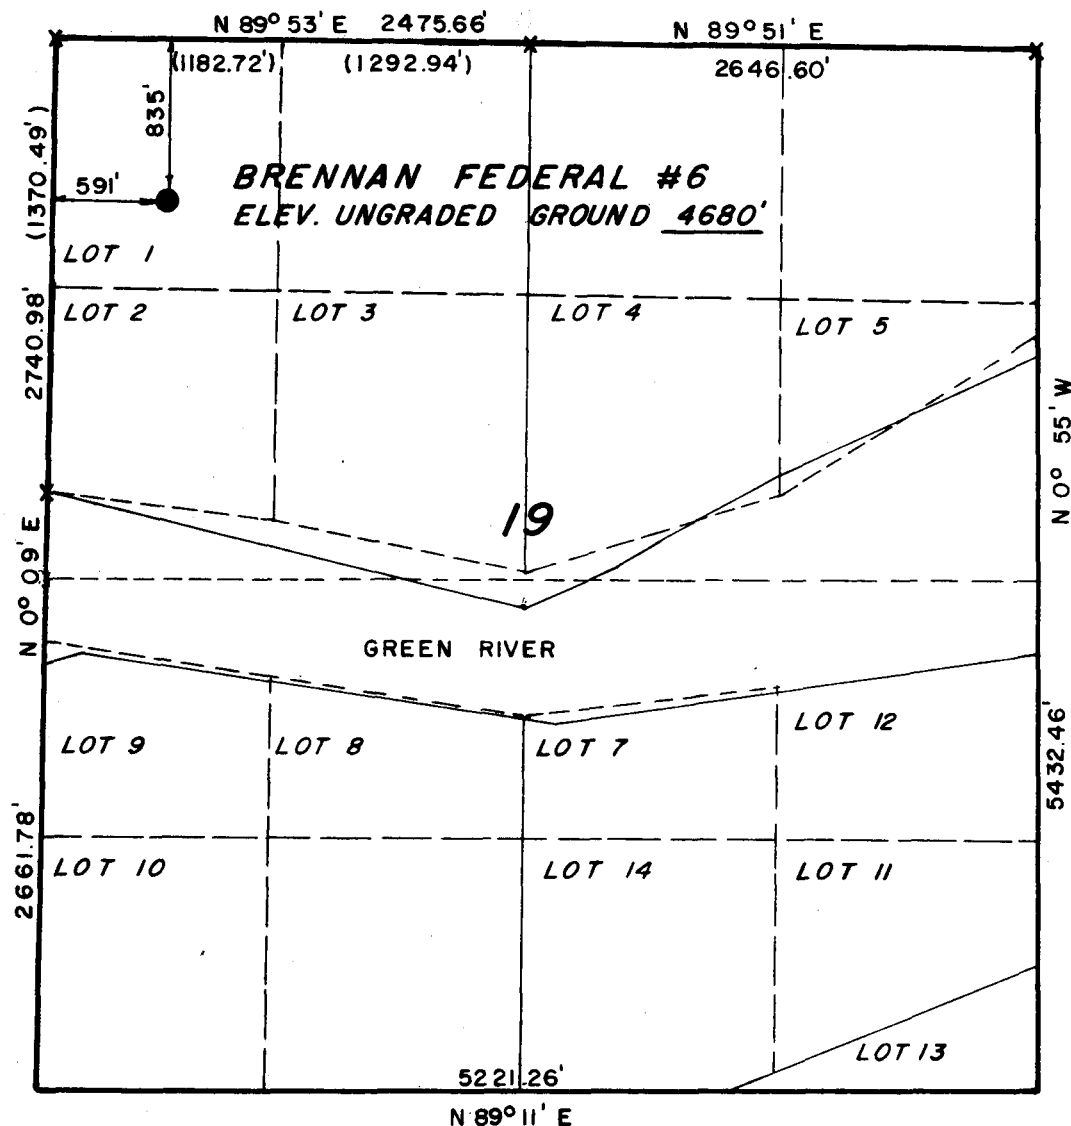 N 89° 53' E 2475.66'
N 89° 51' E
(1182.72')
(1292.94')
2646.60'
835'
(1370.49')
591'
BRENNAN FEDERAL #6
ELEV. UNGRADED GROUND 4680'
LOT 1
LOT 2
LOT 3
LOT 4
LOT 5
2740.98'
N 0° 55' W
19
N 0° 09' E
GREEN RIVER
LOT 9
LOT 8
LOT 7
LOT 12
5432.46'
2661.78'
LOT 10
LOT 14
LOT 11
LOT 13
5221.26'
N 89° 11' E